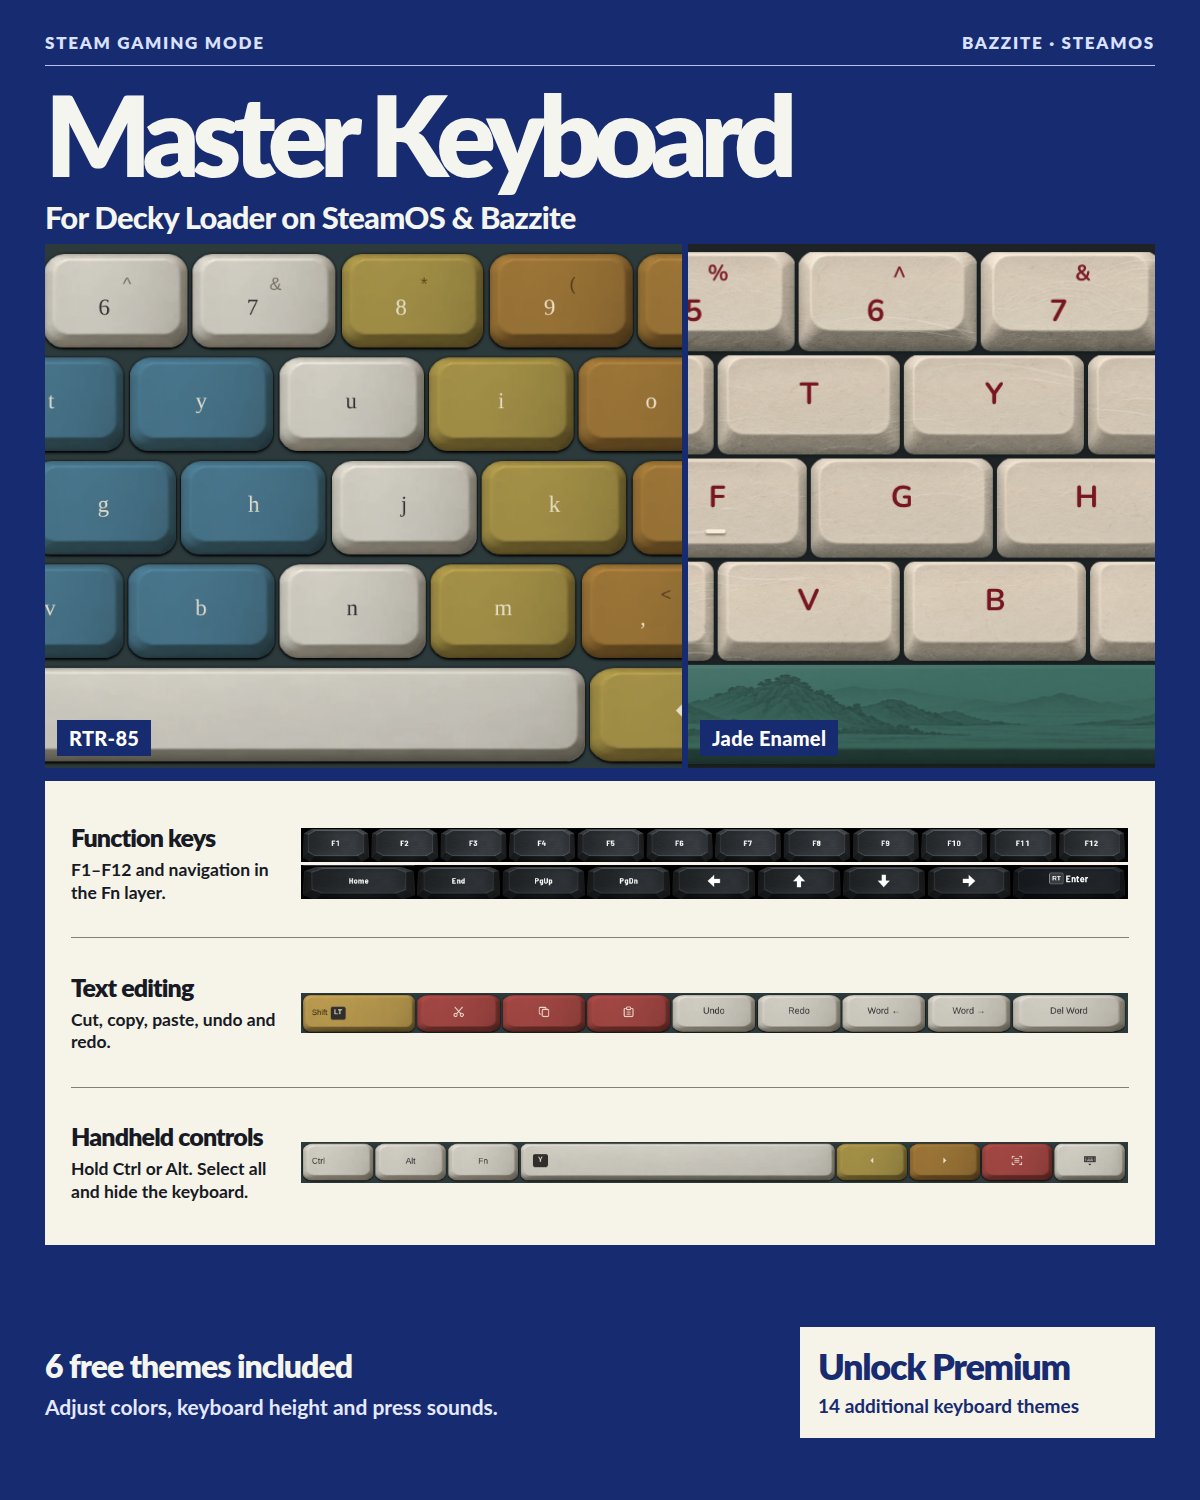 STEAM GAMING MODE
BAZZITE • STEAMOS
Master Keyboard
For Decky Loader on SteamOS & Bazzite
^ & * (
6 7 8 9
t y u i o
g h j k
v b n m , <
RTR-85
% ^ &
5 6 7
T Y
F G H
V B
Jade Enamel
Function keys
F1–F12 and navigation in
the Fn layer.
F1 F2 F3 F4 F5 F6 F7 F8 F9 F10 F11 F12
Home End PgUp PgDn ← ↑ ↓ → RT Enter
Text editing
Cut, copy, paste, undo and
redo.
Shift LT Undo Redo Word ← Word → Del Word
Handheld controls
Hold Ctrl or Alt. Select all
and hide the keyboard.
Ctrl Alt Fn Y
6 free themes included
Adjust colors, keyboard height and press sounds.
Unlock Premium
14 additional keyboard themes